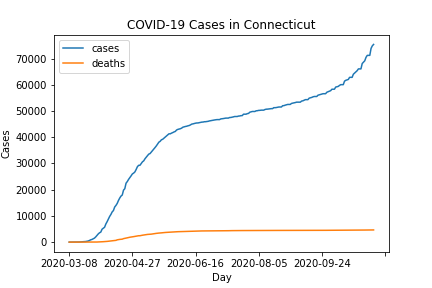 COVID-19 Cases in Connecticut
cases
deaths
70000
60000
50000
40000
30000
20000
10000
0
Cases
2020-03-08 2020-04-27 2020-06-16 2020-08-05 2020-09-24
Day